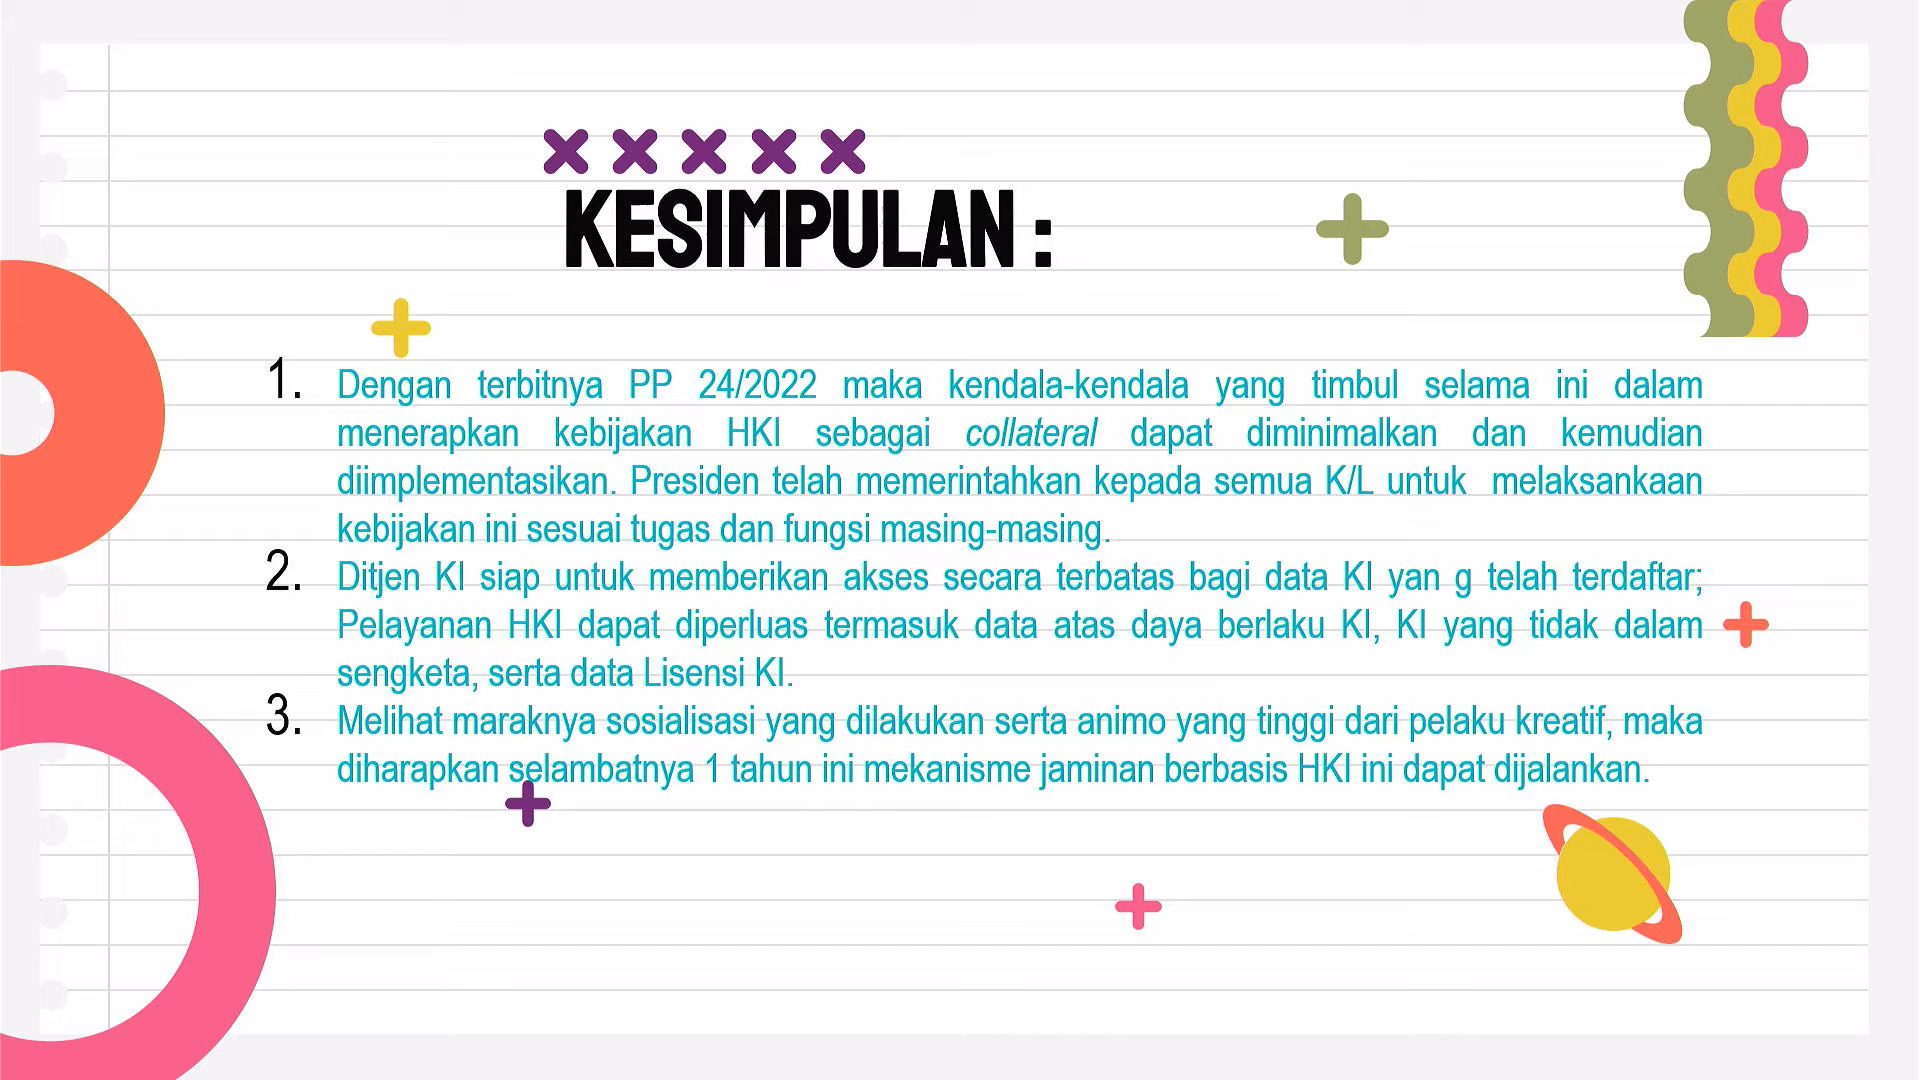 KESIMPULAN :
1. Dengan terbitnya PP 24/2022 maka kendala-kendala yang timbul selama ini dalam
menerapkan kebijakan HKI sebagai collateral dapat diminimalkan dan kemudian
diimplementasikan. Presiden telah memerintahkan kepada semua K/L untuk melaksankaan
kebijakan ini sesuai tugas dan fungsi masing-masing.
2. Ditjen KI siap untuk memberikan akses secara terbatas bagi data KI yan g telah terdaftar;
Pelayanan HKI dapat diperluas termasuk data atas daya berlaku KI, KI yang tidak dalam
sengketa, serta data Lisensi KI.
3. Melihat maraknya sosialisasi yang dilakukan serta animo yang tinggi dari pelaku kreatif, maka
diharapkan selambatnya 1 tahun ini mekanisme jaminan berbasis HKI ini dapat dijalankan.